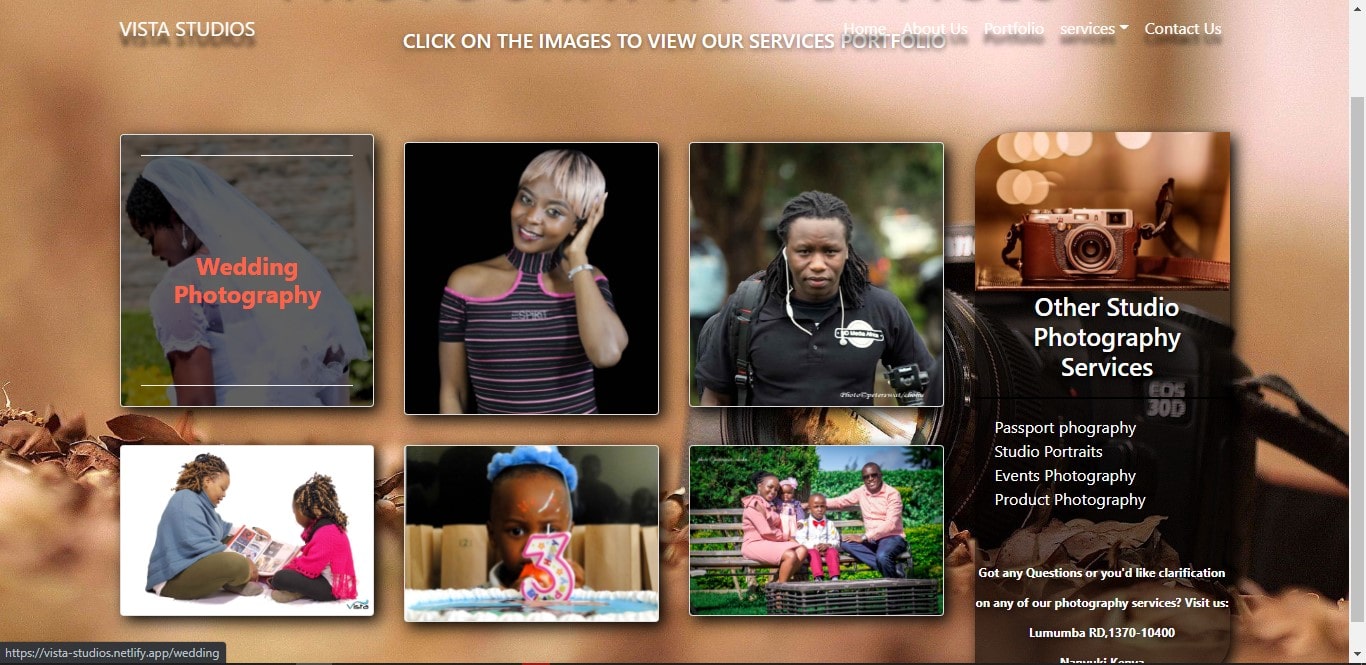 VISTA STUDIOS
Home
About Us
Portfolio
services
Contact Us
CLICK ON THE IMAGES TO VIEW OUR SERVICES PORTFOLIO
Wedding
Photography
ESPRIT
Other Studio
Photography
Services
EOS
30D
Passport phography
Studio Portraits
Events Photography
Product Photography
3
Vista
Got any Questions or you'd like clarification
on any of our photography services? Visit us:
Lumumba RD,1370-10400
Nanyuki Kenya
https://vista-studios.netlify.app/wedding